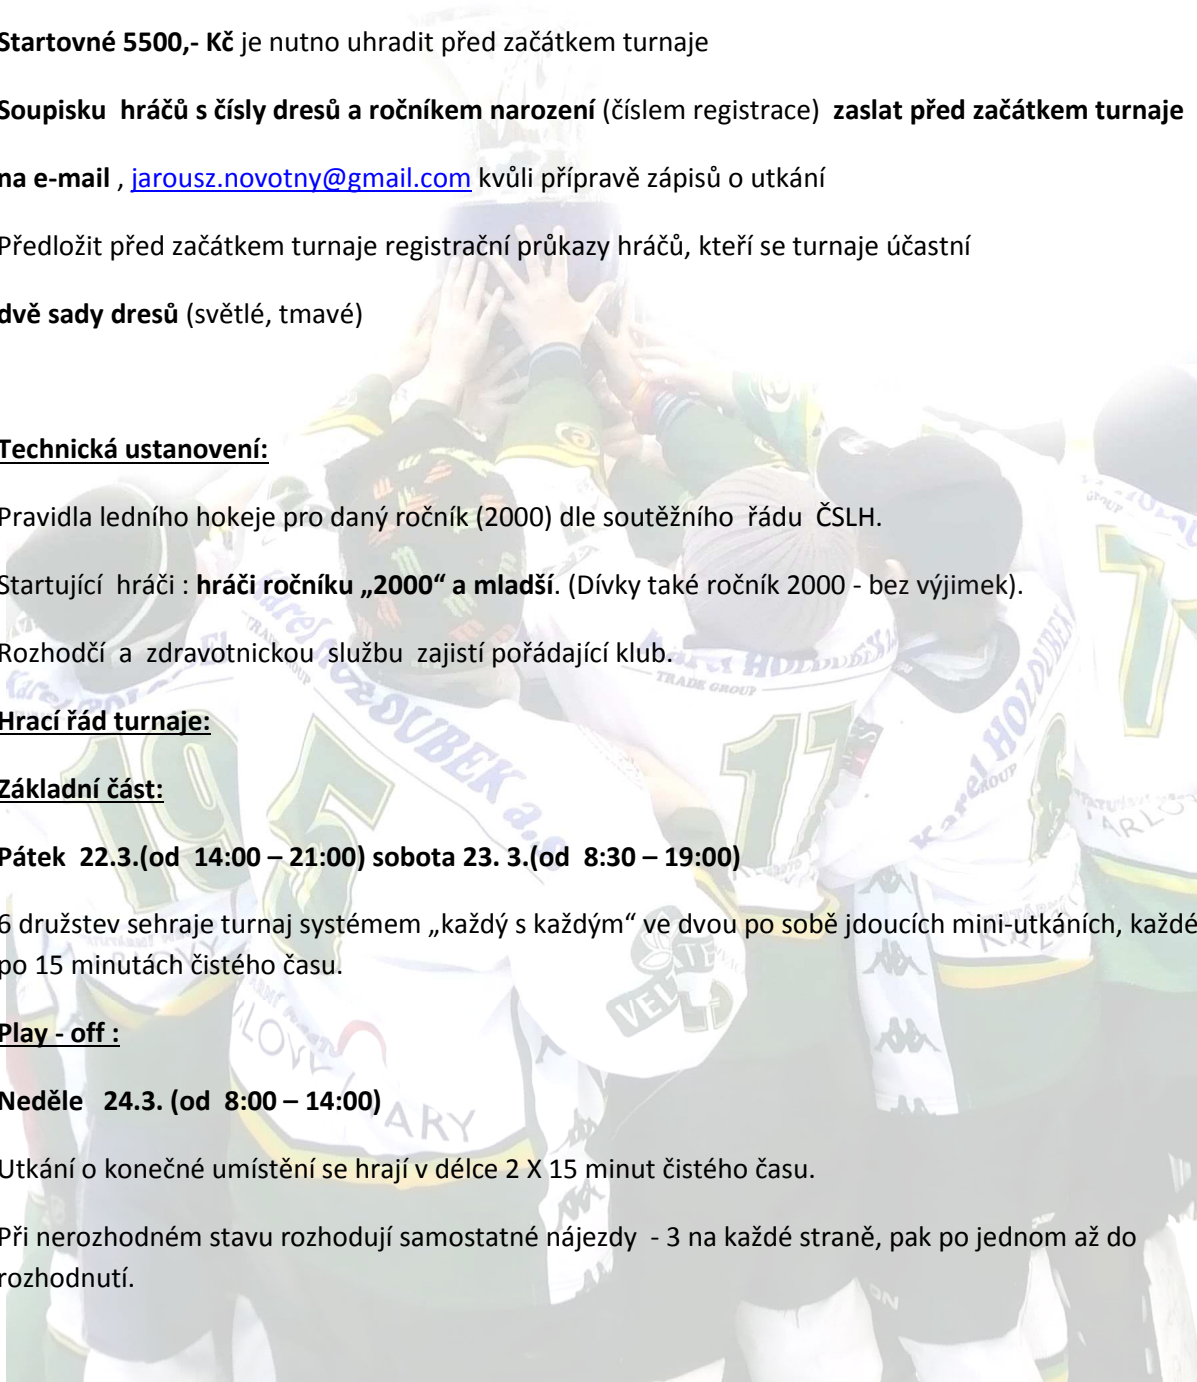 Startovné 5500,- Kč je nutno uhradit před začátkem turnaje
Soupisku hráčů s čísly dresů a ročníkem narození (číslem registrace) zaslat před začátkem turnaje
na e-mail , jarousz.novotny@gmail.com kvůli přípravě zápisů o utkání
Předložit před začátkem turnaje registrační průkazy hráčů, kteří se turnaje účastní
dvě sady dresů (světlé, tmavé)
Technická ustanovení:
Pravidla ledního hokeje pro daný ročník (2000) dle soutěžního řádu ČSLH.
Startující hráči : hráči ročníku „2000“ a mladší. (Dívky také ročník 2000 - bez výjimek).
Rozhodčí a zdravotnickou službu zajistí pořádající klub.
Hrací řád turnaje:
Základní část:
Pátek 22.3.(od 14:00 – 21:00) sobota 23. 3.(od 8:30 – 19:00)
6 družstev sehraje turnaj systémem „každý s každým“ ve dvou po sobě jdoucích mini-utkáních, každé
po 15 minutách čistého času.
Play - off :
Neděle 24.3. (od 8:00 – 14:00)
Utkání o konečné umístění se hrají v délce 2 X 15 minut čistého času.
Při nerozhodném stavu rozhodují samostatné nájezdy - 3 na každé straně, pak po jednom až do
rozhodnutí.
Karel HOLOUBEK
TRADE GROUP
19
5
17
7